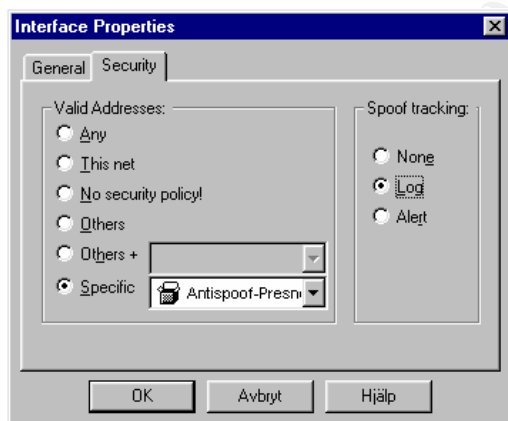 Interface Properties
General
Security
Valid Addresses:
Any
This net
No security policy!
Others
Others +
Specific
Antispoof-Presn
Spoof tracking:
None
Log
Alert
OK
Avbryt
Hjälp